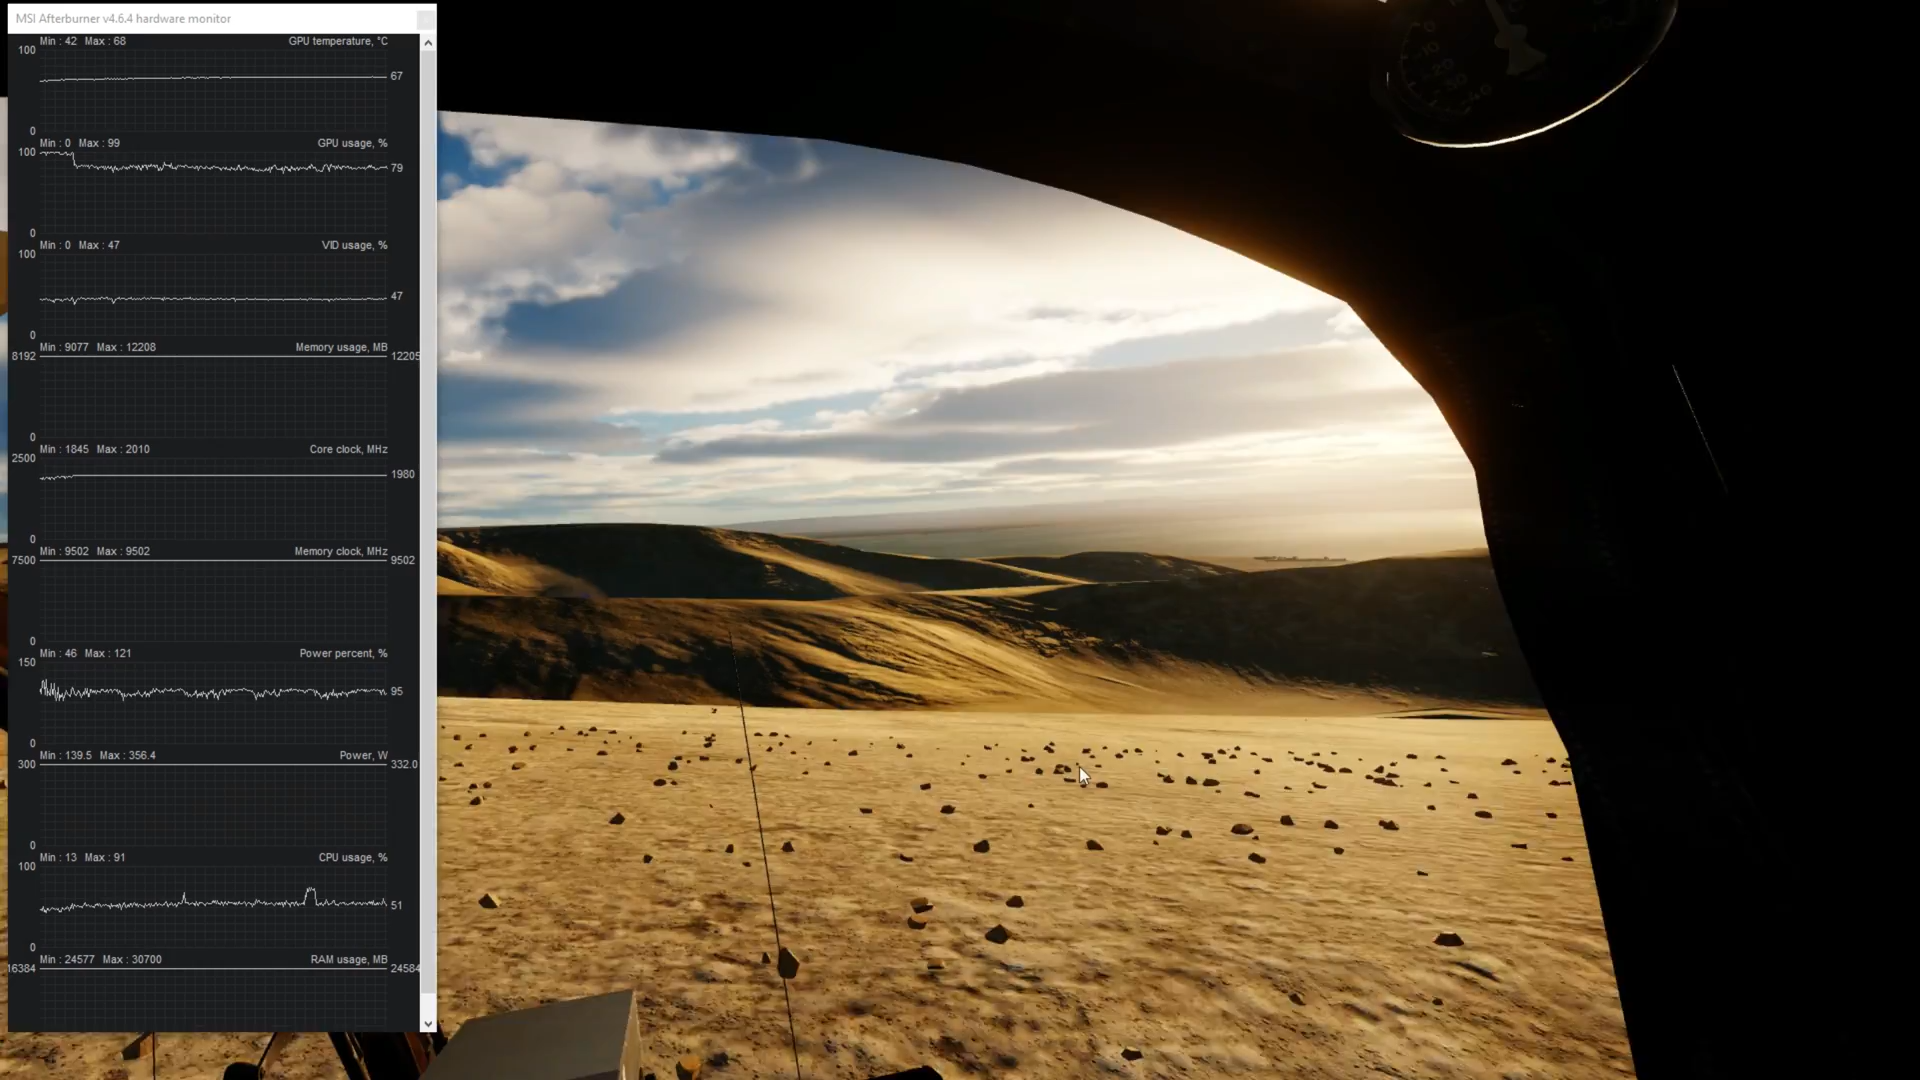 MSI Afterburner v4.6.4 hardware monitor
Min : 42 Max : 68 GPU temperature, °C
100
67
0
Min : 0 Max : 99 GPU usage, %
100
79
0
Min : 0 Max : 47 VID usage, %
100
47
0
Min : 9077 Max : 12208 Memory usage, MB
8192 12205
0
Min : 1845 Max : 2010 Core clock, MHz
2500
1980
0
Min : 9502 Max : 9502 Memory clock, MHz
7500 9502
0
Min : 46 Max : 121 Power percent, %
150
95
0
Min : 139.5 Max : 356.4 Power, W
300 332.0
0
Min : 13 Max : 91 CPU usage, %
100
51
0
Min : 24577 Max : 30700 RAM usage, MB
16384 24584